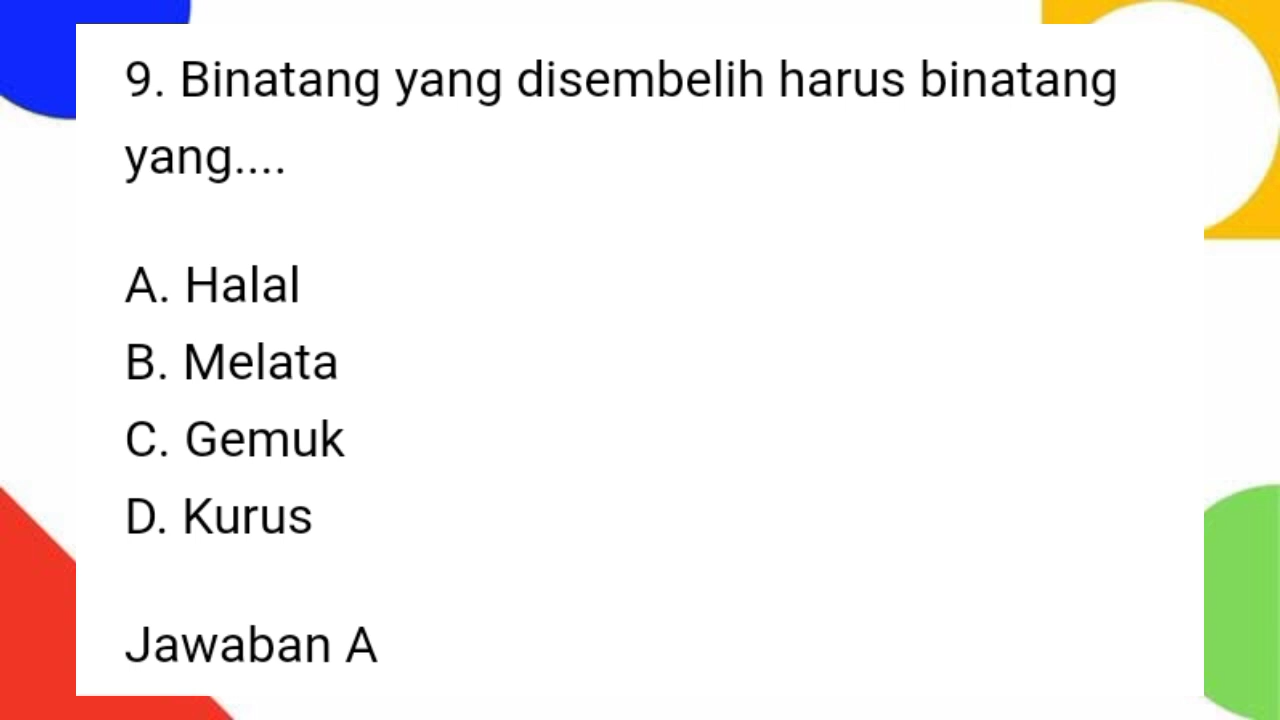 9. Binatang yang disembelih harus binatang
yang....
A. Halal
B. Melata
C. Gemuk
D. Kurus
Jawaban A